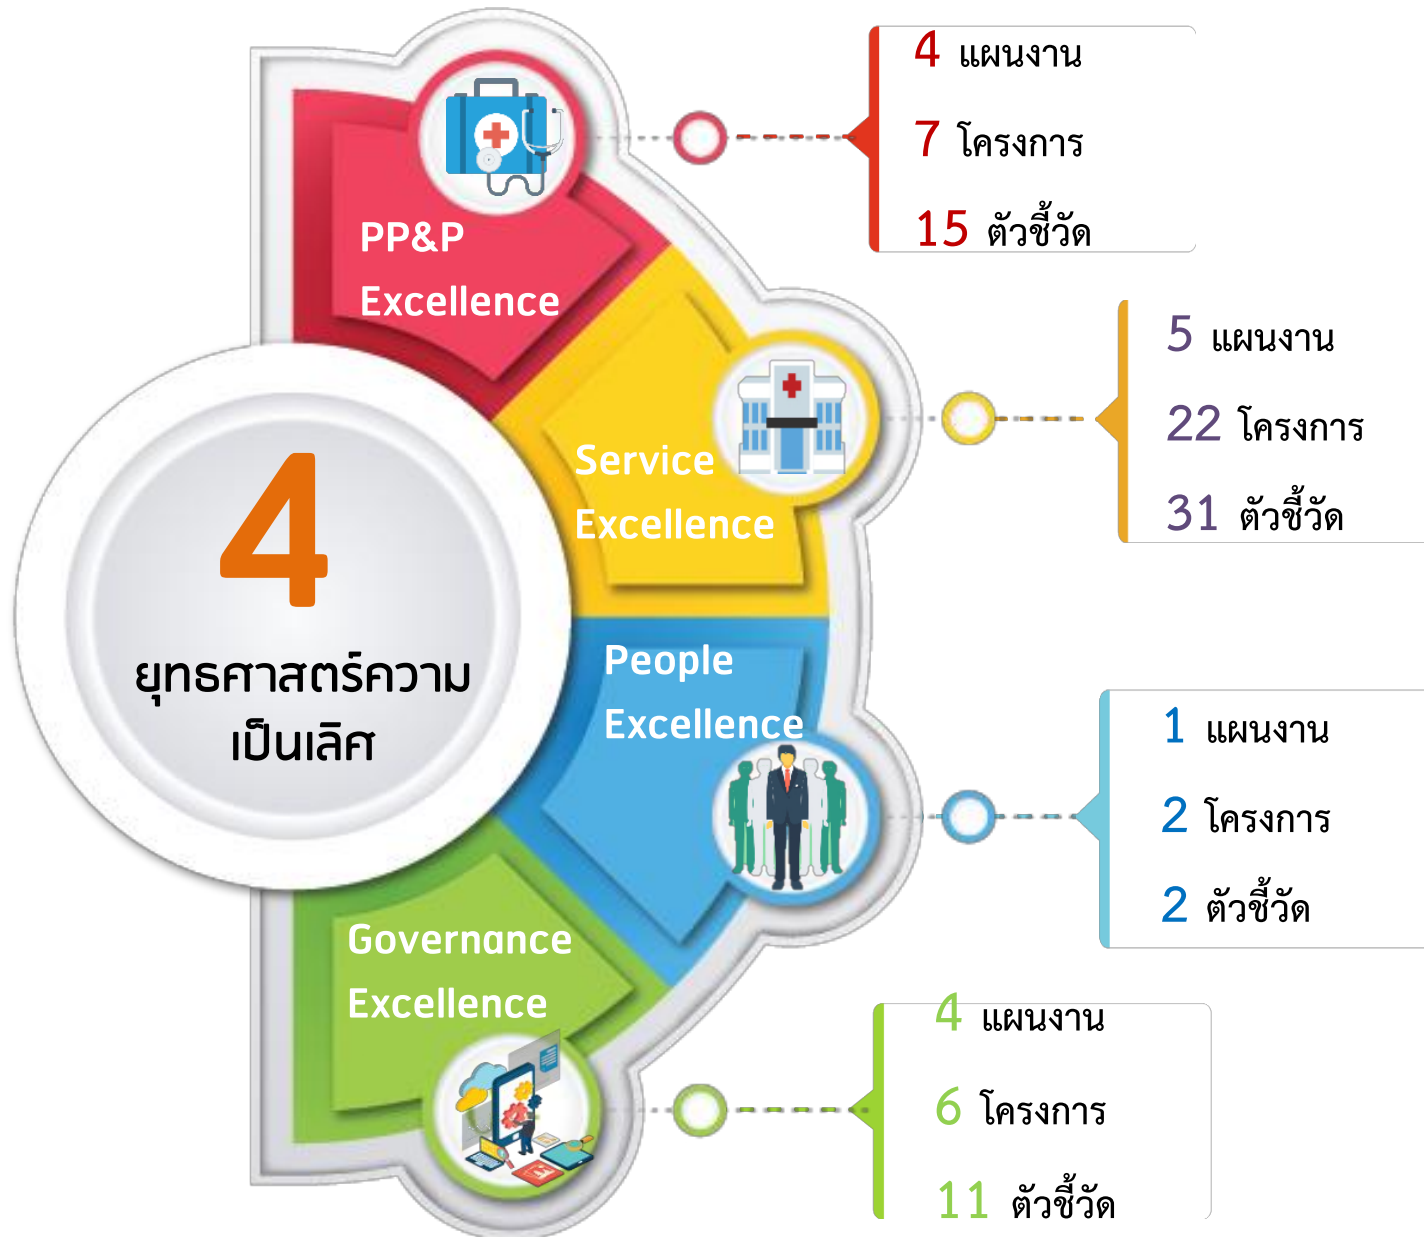 4
ยุทธศาสตร์ความ
เป็นเลิศ
PP&P
Excellence
4 แผนงาน
7 โครงการ
15 ตัวชี้วัด
Service
Excellence
5 แผนงาน
22 โครงการ
31 ตัวชี้วัด
People
Excellence
1 แผนงาน
2 โครงการ
2 ตัวชี้วัด
Governance
Excellence
4 แผนงาน
6 โครงการ
11 ตัวชี้วัด